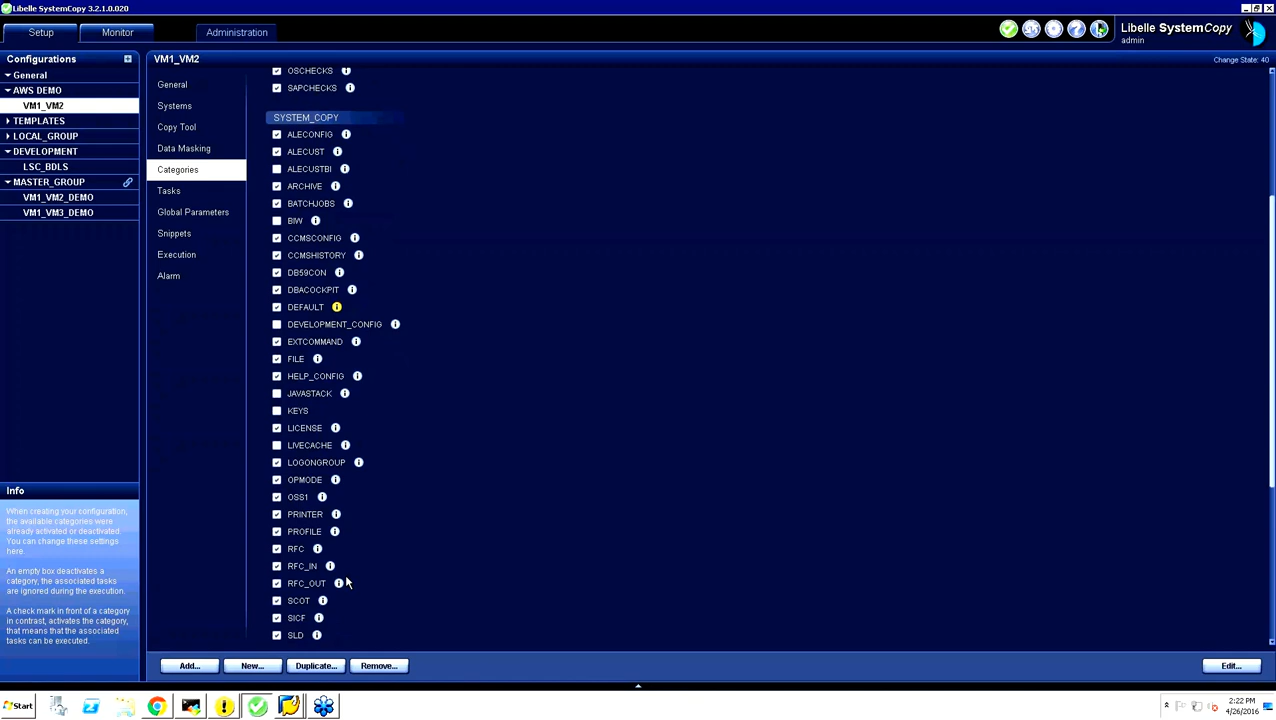 Libelle SystemCopy 3.2.1.0.020
Setup
Monitor
Administration
Libelle SystemCopy
admin
Configurations
General
AWS DEMO
VM1_VM2
TEMPLATES
LOCAL_GROUP
DEVELOPMENT
LSC_BDLS
MASTER_GROUP
VM1_VM2_DEMO
VM1_VM3_DEMO
VM1_VM2
Change State: 40
General
Systems
Copy Tool
Data Masking
Categories
Tasks
Global Parameters
Snippets
Execution
Alarm
OSCHECKS
SAPCHECKS
SYSTEM_COPY
ALECONFIG
ALECUST
ALECUSTBI
ARCHIVE
BATCHJOBS
BIW
CCMSCONFIG
CCMSHISTORY
DB59CON
DBACOCKPIT
DEFAULT
DEVELOPMENT_CONFIG
EXTCOMMAND
FILE
HELP_CONFIG
JAVASTACK
KEYS
LICENSE
LIVECACHE
LOGONGROUP
OPMODE
OSS1
PRINTER
PROFILE
RFC
RFC_IN
RFC_OUT
SCOT
SICF
SLD
Info
When creating your configuration,
the available categories were
already activated or deactivated.
You can change these settings
here.
An empty box deactivates a
category, the associated tasks
are ignored during the execution.
A check mark in front of a category
in contrast, activates the category,
that means that the associated
tasks can be executed.
Add...
New...
Duplicate...
Remove...
Edit...
Start
2:22 PM
4/26/2016